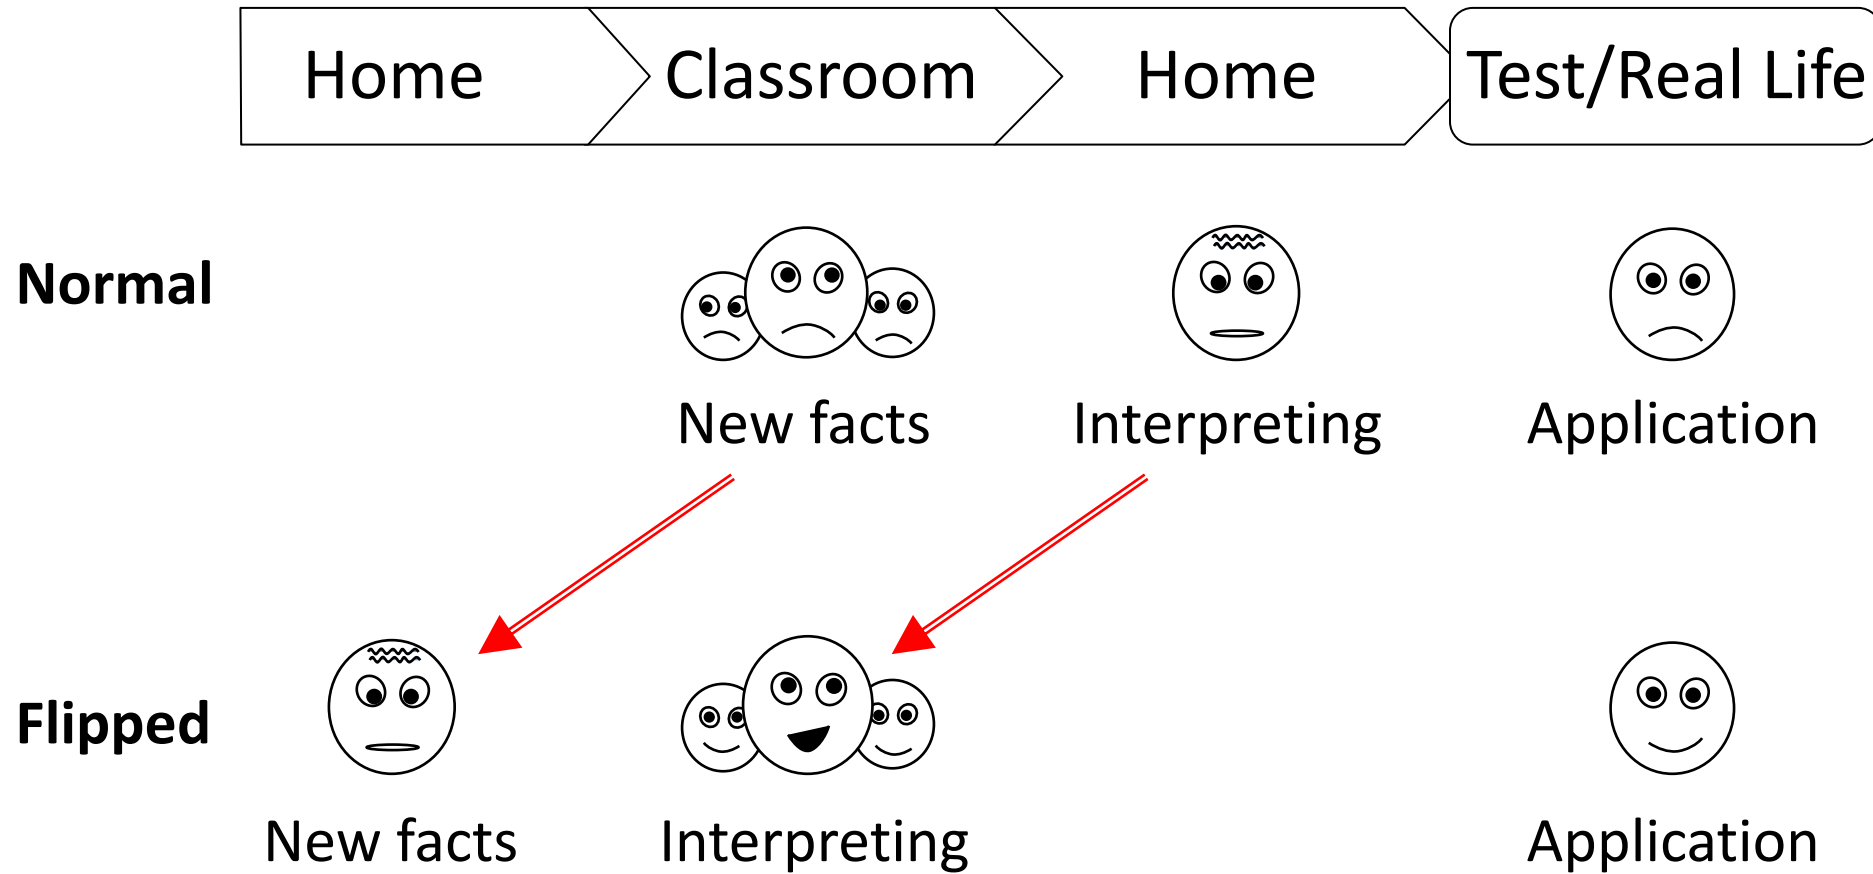 Home Classroom Home Test/Real Life
Normal
New facts Interpreting Application
Flipped
New facts Interpreting Application